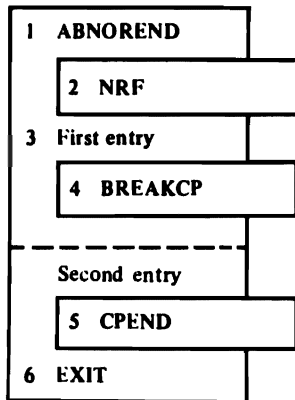 1 ABNOREND
2 NRF
3 First entry
4 BREAKCP
Second entry
5 CPEND
6 EXIT